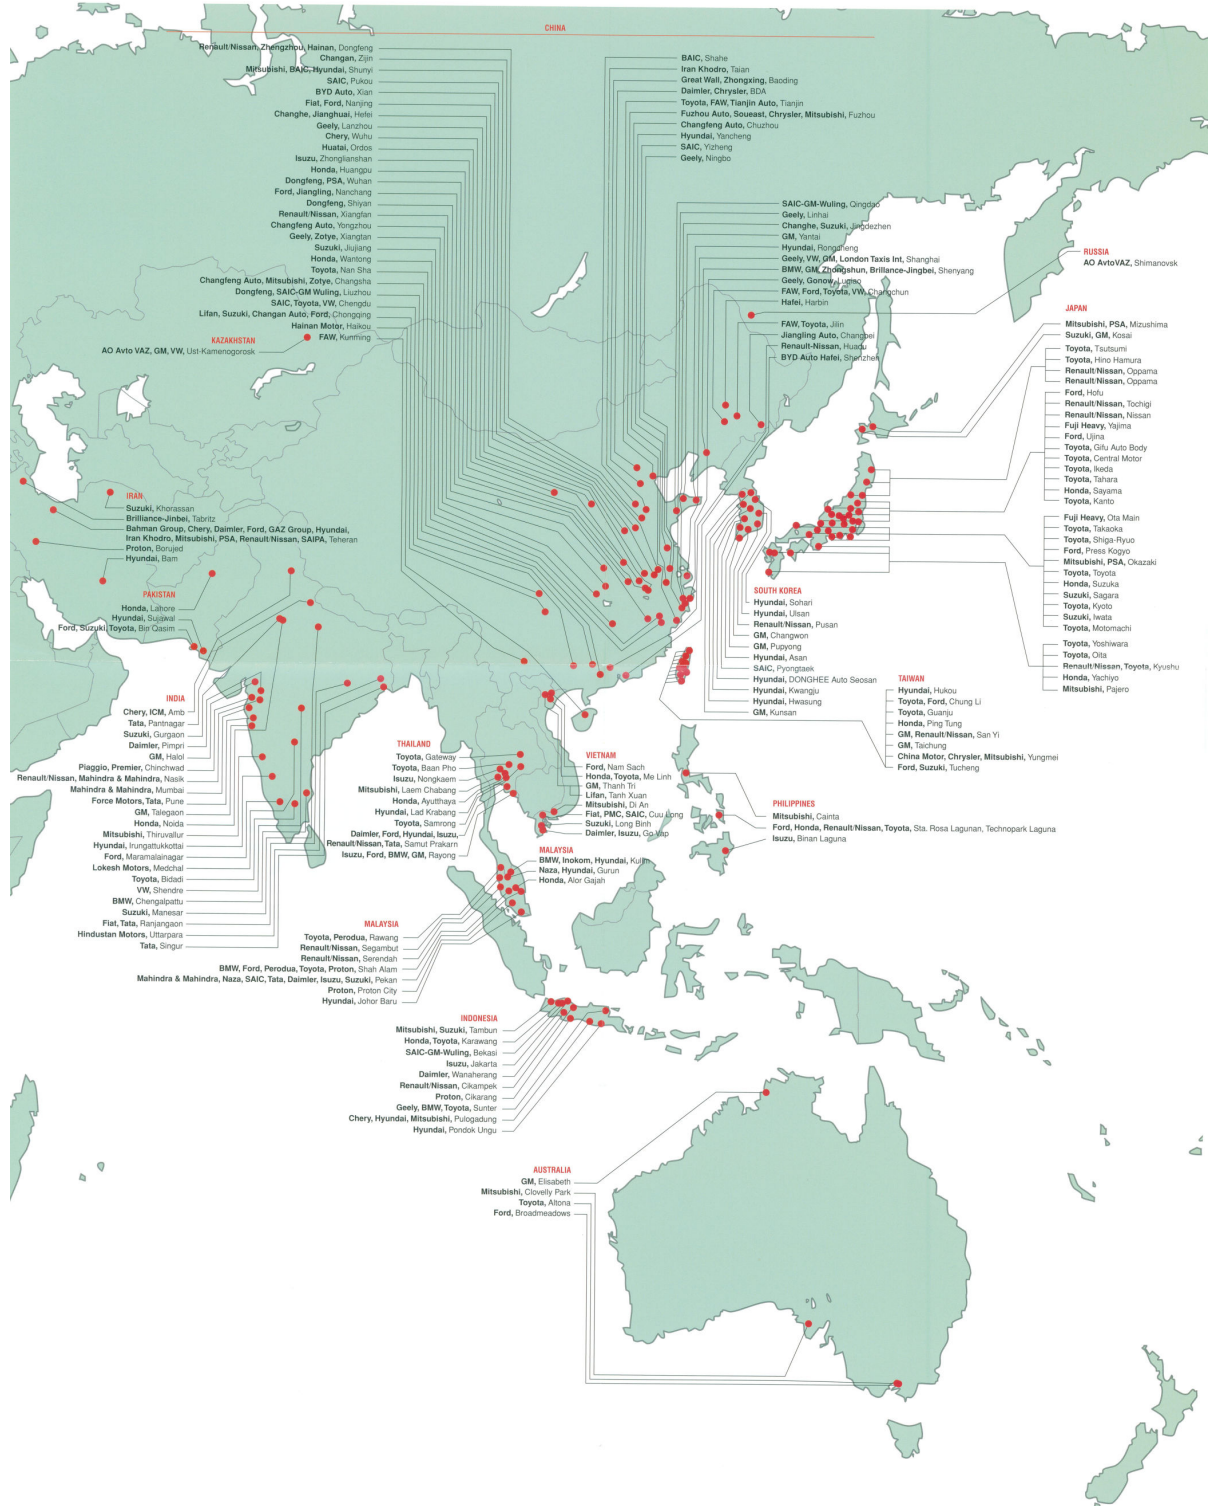 CHINA
Renault/Nissan, Zhengzhou, Hainan, Dongfeng
Changan, Zijin
Mitsubishi, BAIC, Hyundai, Shunyi
SAIC, Pukou
BYD Auto, Xian
Fiat, Ford, Nanjing
Changhe, Jianghuai, Hefei
Geely, Lanzhou
Chery, Wuhu
Huatai, Ordos
Isuzu, Zhonglianshan
Honda, Huangpu
Dongfeng, PSA, Wuhan
Ford, Jiangling, Nanchang
Dongfeng, Shiyan
Renault/Nissan, Xiangfan
Changfeng Auto, Yongzhou
Geely, Zotye, Xiangtan
Suzuki, Jiujiang
Honda, Wantong
Toyota, Nan Sha
Changfeng Auto, Mitsubishi, Zotye, Changsha
Dongfeng, SAIC-GM Wuling, Liuzhou
SAIC, Toyota, VW, Chengdu
Lifan, Suzuki, Changan Auto, Ford, Chongqing
Hainan Motor, Haikou
FAW, Kunming
BAIC, Shahe
Iran Khodro, Taian
Great Wall, Zhongxing, Baoding
Daimler, Chrysler, BDA
Toyota, FAW, Tianjin Auto, Tianjin
Fuzhou Auto, Soueast, Chrysler, Mitsubishi, Fuzhou
Changfeng Auto, Chuzhou
Hyundai, Yancheng
SAIC, Yizheng
Geely, Ningbo
SAIC-GM-Wuling, Qingdao
Geely, Linhai
Changhe, Suzuki, Jingdezhen
GM, Yantai
Hyundai, Rongcheng
Geely, VW, GM, London Taxis Int, Shanghai
BMW, GM, Zhongshun, Brillance-Jingbei, Shenyang
Geely, Gonow, Luqiao
FAW, Ford, Toyota, VW, Changchun
Hafei, Harbin
FAW, Toyota, Jilin
Jiangling Auto, Changbei
Renault-Nissan, Huadu
BYD Auto Hafei, Shenzhen
RUSSIA
AO AvtoVAZ, Shimanovsk
KAZAKHSTAN
AO Avto VAZ, GM, VW, Ust-Kamenogorosk
JAPAN
Mitsubishi, PSA, Mizushima
Suzuki, GM, Kosai
Toyota, Tsutsumi
Toyota, Hino Hamura
Renault/Nissan, Oppama
Renault/Nissan, Oppama
Ford, Hofu
Renault/Nissan, Tochigi
Renault/Nissan, Nissan
Fuji Heavy, Yajima
Ford, Ujina
Toyota, Gifu Auto Body
Toyota, Central Motor
Toyota, Ikeda
Toyota, Tahara
Honda, Sayama
Toyota, Kanto
Fuji Heavy, Ota Main
Toyota, Takaoka
Toyota, Shiga-Ryuo
Ford, Press Kogyo
Mitsubishi, PSA, Okazaki
Toyota, Toyota
Honda, Suzuka
Suzuki, Sagara
Toyota, Kyoto
Suzuki, Iwata
Toyota, Motomachi
Toyota, Yoshiwara
Toyota, Oita
Renault/Nissan, Toyota, Kyushu
Honda, Yachiyo
Mitsubishi, Pajero
IRAN
Suzuki, Khorassan
Brilliance-Jinbei, Tabritz
Bahman Group, Chery, Daimler, Ford, GAZ Group, Hyundai,
Iran Khodro, Mitsubishi, PSA, Renault/Nissan, SAIPA, Teheran
Proton, Borujed
Hyundai, Bam
PAKISTAN
Honda, Lahore
Hyundai, Sujawal
Ford, Suzuki, Toyota, Bin Qasim
SOUTH KOREA
Hyundai, Sohari
Hyundai, Ulsan
Renault/Nissan, Pusan
GM, Changwon
GM, Pupyong
Hyundai, Asan
SAIC, Pyongtaek
Hyundai, DONGHEE Auto Seosan
Hyundai, Kwangju
Hyundai, Hwasung
GM, Kunsan
TAIWAN
Hyundai, Hukou
Toyota, Ford, Chung Li
Toyota, Guanju
Honda, Ping Tung
GM, Renault/Nissan, San Yi
GM, Taichung
China Motor, Chrysler, Mitsubishi, Yungmei
Ford, Suzuki, Tucheng
INDIA
Chery, ICM, Amb
Tata, Pantnagar
Suzuki, Gurgaon
Daimler, Pimpri
GM, Halol
Piaggio, Premier, Chinchwad
Renault/Nissan, Mahindra & Mahindra, Nasik
Mahindra & Mahindra, Mumbai
Force Motors, Tata, Pune
GM, Talegaon
Honda, Noida
Mitsubishi, Thiruvallur
Hyundai, Irungattukkottai
Ford, Maramalainagar
Lokesh Motors, Medchal
Toyota, Bidadi
VW, Shendre
BMW, Chengalpattu
Suzuki, Manesar
Fiat, Tata, Ranjangaon
Hindustan Motors, Uttarpara
Tata, Singur
THAILAND
Toyota, Gateway
Toyota, Baan Pho
Isuzu, Nongkaem
Mitsubishi, Laem Chabang
Honda, Ayutthaya
Hyundai, Lad Krabang
Toyota, Samrong
Daimler, Ford, Hyundai, Isuzu,
Renault/Nissan, Tata, Samut Prakarn
Isuzu, Ford, BMW, GM, Rayong
VIETNAM
Ford, Nam Sach
Honda, Toyota, Me Linh
GM, Thanh Tri
Lifan, Tanh Xuan
Mitsubishi, Di An
Fiat, PMC, SAIC, Cuu Long
Suzuki, Long Binh
Daimler, Isuzu, Go Vap
PHILIPPINES
Mitsubishi, Cainta
Ford, Honda, Renault/Nissan, Toyota, Sta. Rosa Lagunan, Technopark Laguna
Isuzu, Binan Laguna
MALAYSIA
BMW, Inokom, Hyundai, Kulim
Naza, Hyundai, Gurun
Honda, Alor Gajah
MALAYSIA
Toyota, Perodua, Rawang
Renault/Nissan, Segambut
Renault/Nissan, Serendah
BMW, Ford, Perodua, Toyota, Proton, Shah Alam
Mahindra & Mahindra, Naza, SAIC, Tata, Daimler, Isuzu, Suzuki, Pekan
Proton, Proton City
Hyundai, Johor Baru
INDONESIA
Mitsubishi, Suzuki, Tambun
Honda, Toyota, Karawang
SAIC-GM-Wuling, Bekasi
Isuzu, Jakarta
Daimler, Wanaherang
Renault/Nissan, Cikampek
Proton, Cikarang
Geely, BMW, Toyota, Sunter
Chery, Hyundai, Mitsubishi, Pulogadung
Hyundai, Pondok Ungu
AUSTRALIA
GM, Elisabeth
Mitsubishi, Clovelly Park
Toyota, Altona
Ford, Broadmeadows